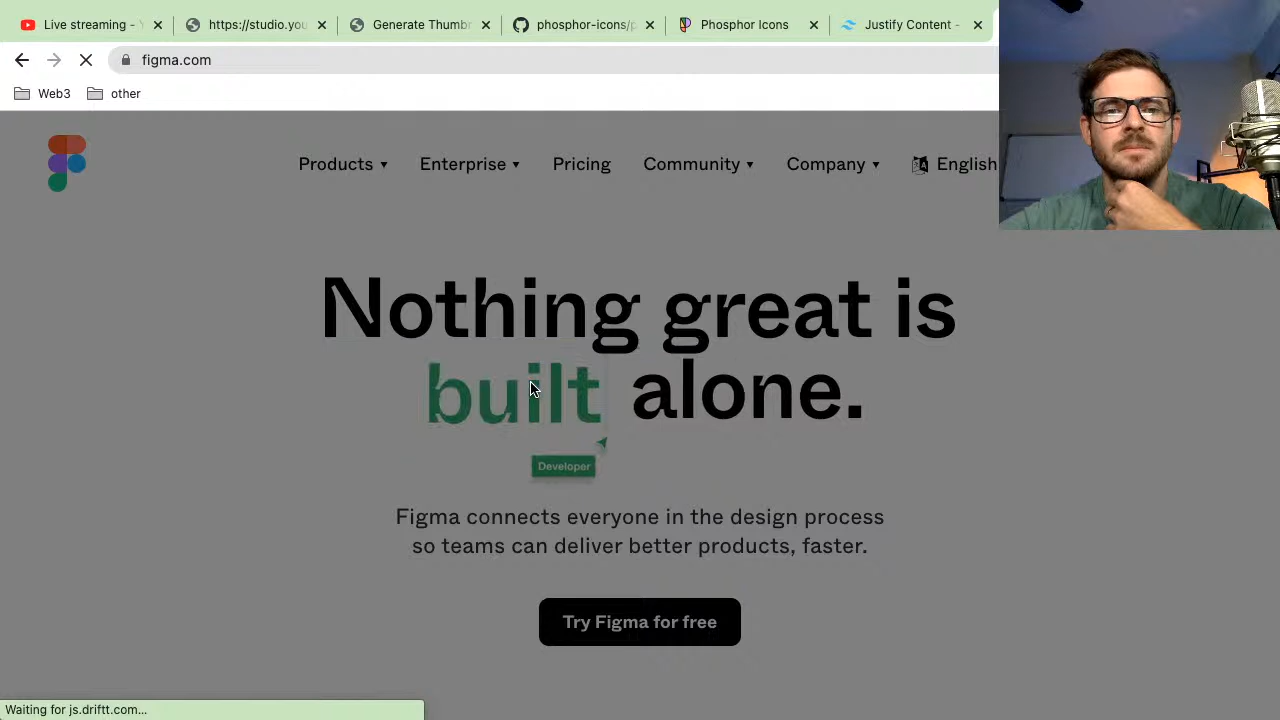 Live streaming -
https://studio.you
Generate Thumbn
phosphor-icons/p
Phosphor Icons
Justify Content -
figma.com
Web3
other
Products
Enterprise
Pricing
Community
Company
English
Nothing great is
built alone.
Developer
Figma connects everyone in the design process
so teams can deliver better products, faster.
Try Figma for free
Waiting for js.driftt.com...